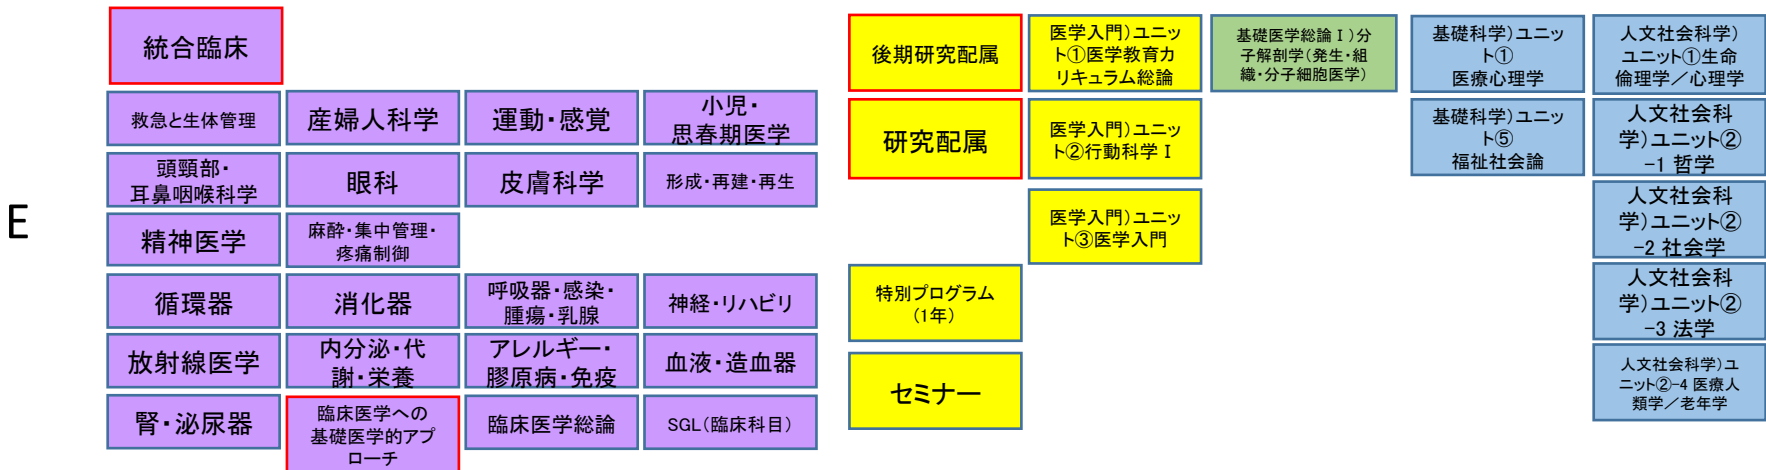 E
統合臨床
救急と生体管理
産婦人科学
運動・感覚
小児・
思春期医学
頭頸部・
耳鼻咽喉科学
眼科
皮膚科学
形成・再建・再生
精神医学
麻酔・集中管理・
疼痛制御
循環器
消化器
呼吸器・感染・
腫瘍・乳腺
神経・リハビリ
放射線医学
内分泌・代
謝・栄養
アレルギー・
膠原病・免疫
血液・造血器
腎・泌尿器
臨床医学への
基礎医学的アプ
ローチ
臨床医学総論
SGL(臨床科目)
後期研究配属
研究配属
特別プログラム
(1年)
セミナー
医学入門)ユニッ
ト①医学教育カ
リキュラム総論
医学入門)ユニッ
ト②行動科学Ⅰ
医学入門)ユニッ
ト③医学入門
基礎医学総論Ⅰ)分
子解剖学(発生・組
織・分子細胞医学)
基礎科学)ユニッ
ト①
医療心理学
基礎科学)ユニッ
ト⑤
福祉社会論
人文社会科学)
ユニット①生命
倫理学/心理学
人文社会科
学)ユニット②
-1 哲学
人文社会科
学)ユニット②
-2 社会学
人文社会科
学)ユニット②
-3 法学
人文社会科学)ユ
ニット②-4 医療人
類学/老年学